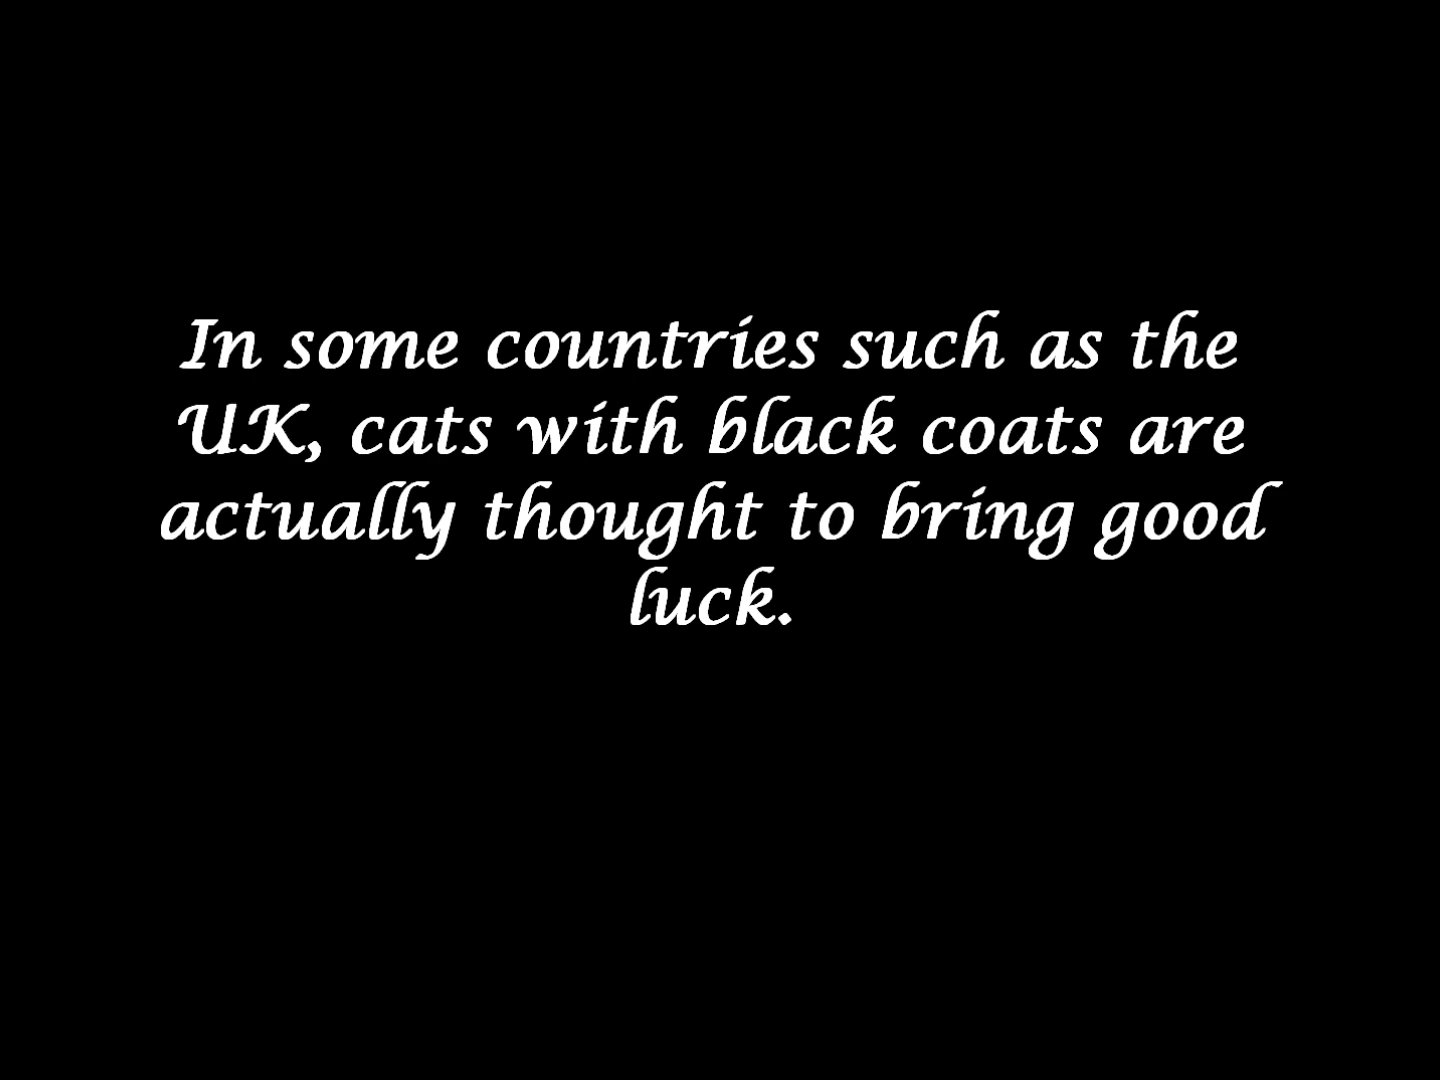 In some countries such as the
UK, cats with black coats are
actually thought to bring good
luck.